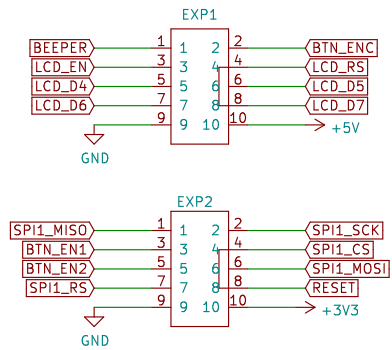 EXP1
BEEPER 1 1 2 2 BTN_ENC
LCD_EN 3 3 4 4 LCD_RS
LCD_D4 5 5 6 6 LCD_D5
LCD_D6 7 7 8 8 LCD_D7
9 9 10 10 +5V
GND
EXP2
SPI1_MISO 1 1 2 2 SPI1_SCK
BTN_EN1 3 3 4 4 SPI1_CS
BTN_EN2 5 5 6 6 SPI1_MOSI
SPI1_RS 7 7 8 8 RESET
9 9 10 10 +3V3
GND